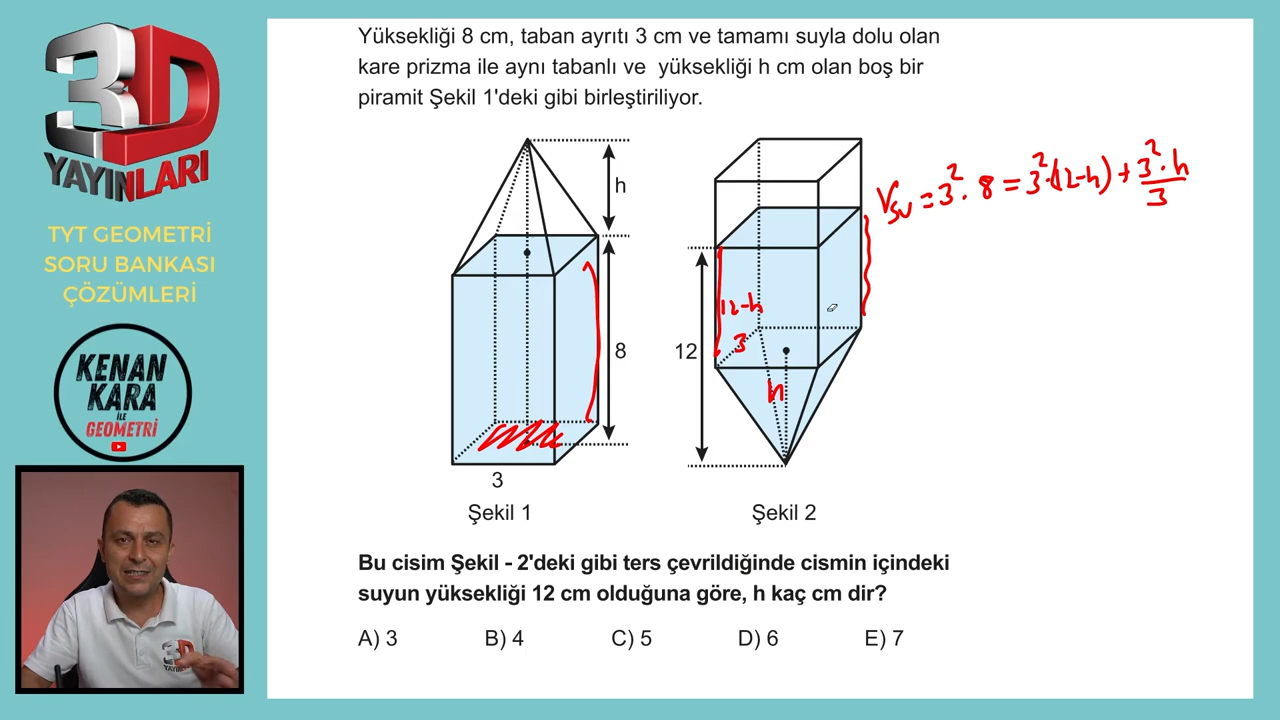 3D
YAYINLARI
TYT GEOMETRİ
SORU BANKASI
ÇÖZÜMLERİ
KENAN
KARA
İLE
GEOMETRİ
Yüksekliği 8 cm, taban ayrıtı 3 cm ve tamamı suyla dolu olan
kare prizma ile aynı tabanlı ve yüksekliği h cm olan boş bir
piramit Şekil 1'deki gibi birleştiriliyor.
h
8
3
Şekil 1
12
12-h
3
h
Şekil 2
Vsu = 3² . 8 = 3² . (12-h) + 3² . h / 3
Bu cisim Şekil - 2'deki gibi ters çevrildiğinde cismin içindeki
suyun yüksekliği 12 cm olduğuna göre, h kaç cm dir?
A) 3 B) 4 C) 5 D) 6 E) 7
3D
YAYINLARI